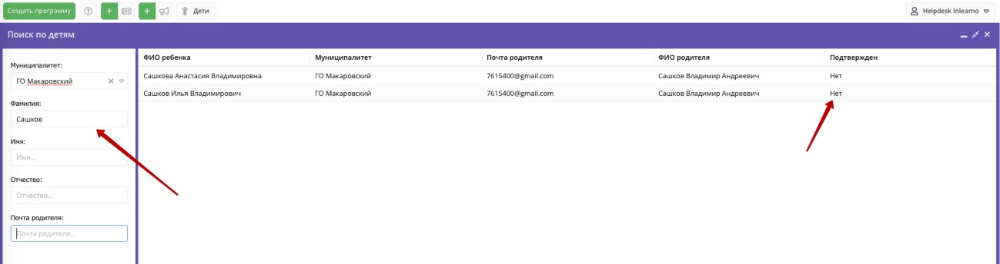 Создать программу
Дети
Helpdesk Inlearno
Поиск по детям
Муниципалитет:
ГО Макаровский
Фамилия:
Сашков
Имя:
Имя...
Отчество:
Отчество...
Почта родителя:
Почта родителя...
ФИО ребенка Муниципалитет Почта родителя ФИО родителя Подтвержден
Сашкова Анастасия Владимировна ГО Макаровский 7615400@gmail.com Сашков Владимир Андреевич Нет
Сашков Илья Владимирович ГО Макаровский 7615400@gmail.com Сашков Владимир Андреевич Нет